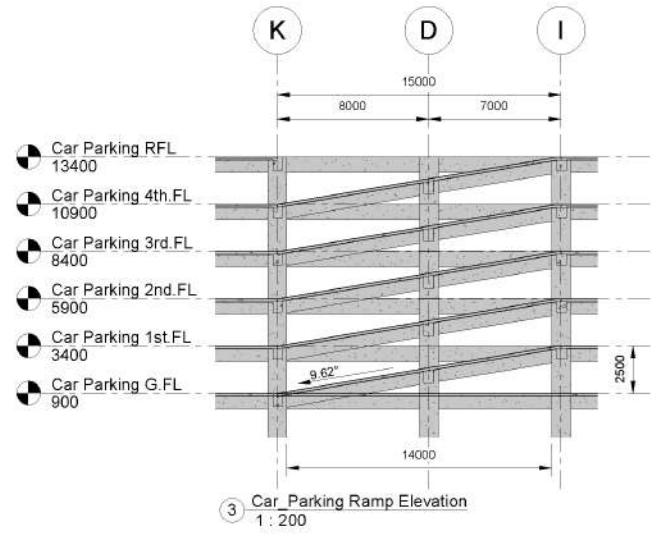 K D I
15000
8000 7000
Car Parking RFL
13400
Car Parking 4th.FL
10900
Car Parking 3rd.FL
8400
Car Parking 2nd.FL
5900
Car Parking 1st.FL
3400
Car Parking G.FL
900
9.62°
2500
14000
3 Car_Parking Ramp Elevation
1 : 200